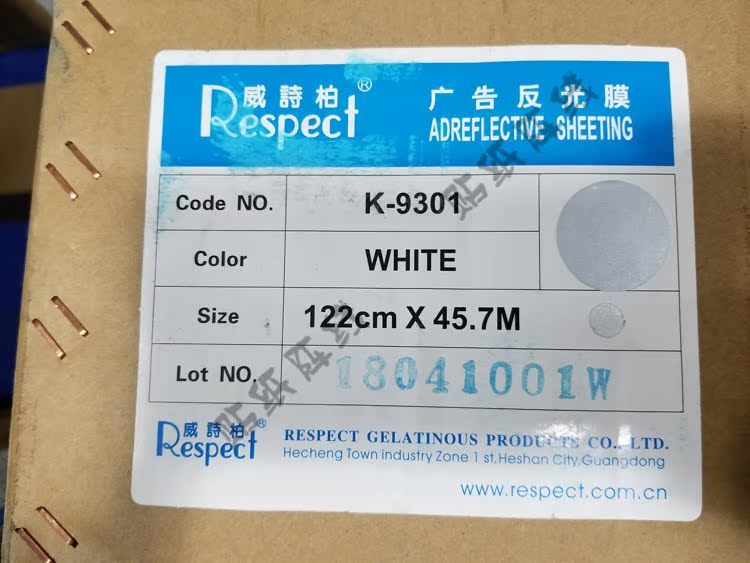 威詩柏® 广告反光膜
Respect ADREFLECTIVE SHEETING
Code NO. K-9301
Color WHITE
Size 122cm X 45.7M
Lot NO. 18041001W
威詩柏®
Respect RESPECT GELATINOUS PRODUCTS CO., LTD.
Hecheng Town industry Zone 1 st,Heshan City,Guangdong
www.respect.com.cn